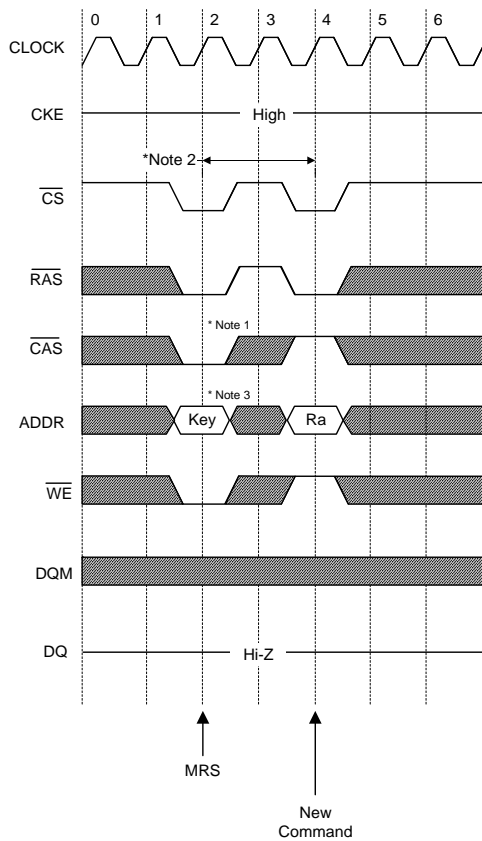 0 1 2 3 4 5 6
CLOCK
CKE
High
*Note 2
CS
RAS
* Note 1
CAS
* Note 3
ADDR
Key
Ra
WE
DQM
DQ
Hi-Z
MRS
New
Command